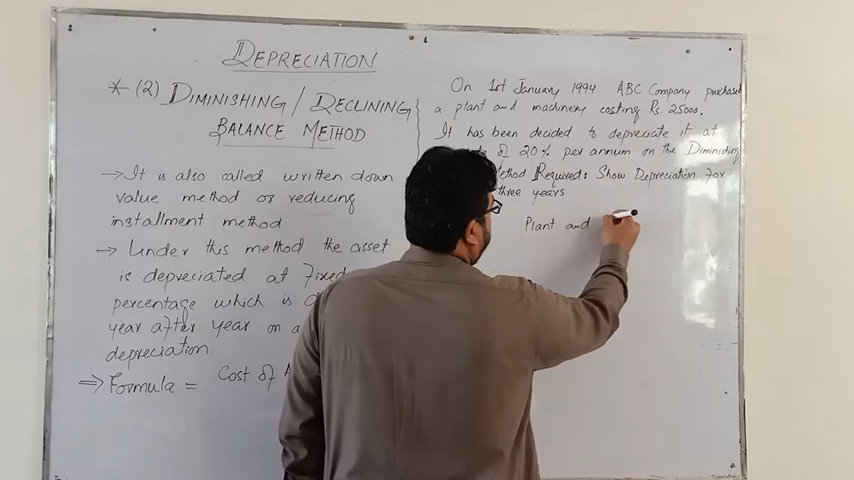 DEPRECIATION
* (2) DIMINISHING / DECLINING
BALANCE METHOD
→ It is also called written down
value method or reducing
installment method
→ Under this method the asset
is depreciated at fixed
percentage which is
year after year on a
depreciation
⇒ Formula = Cost of A
On 1st January 1994 ABC Company purchased
a plant and machinery costing Rs. 25000.
It has been decided to depreciate it at
of 20% per annum on the Diminishing
Method Required: Show Depreciation for
three years
Plant and